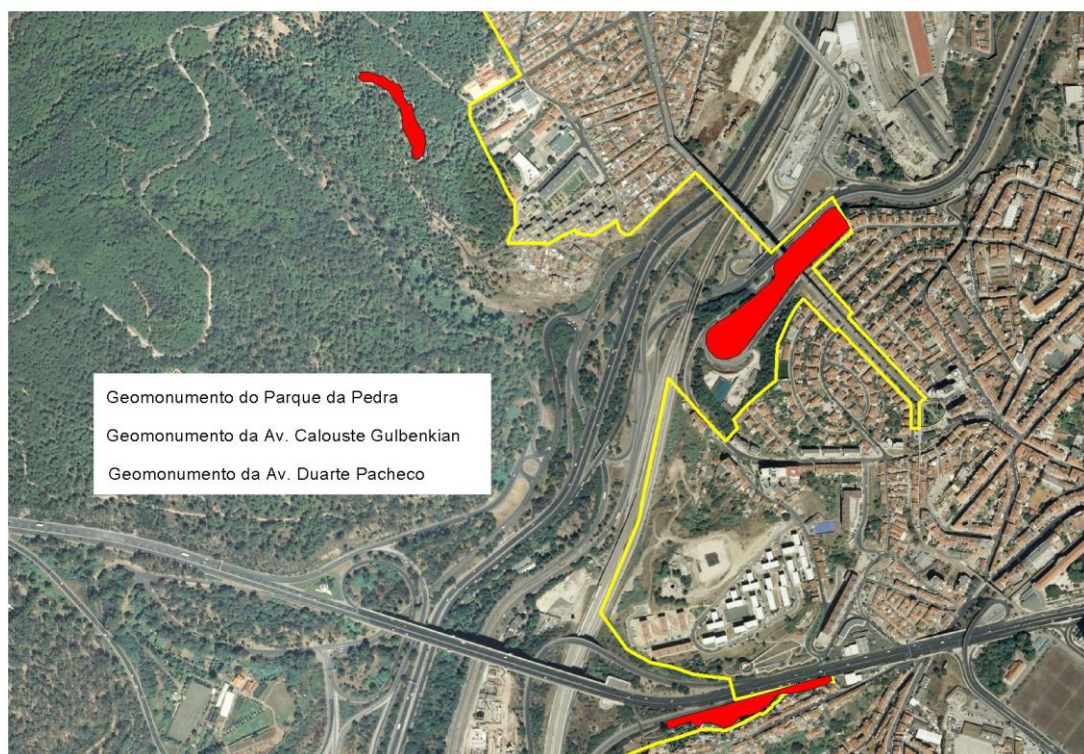 Geomonumento do Parque da Pedra
Geomonumento da Av. Calouste Gulbenkian
Geomonumento da Av. Duarte Pacheco